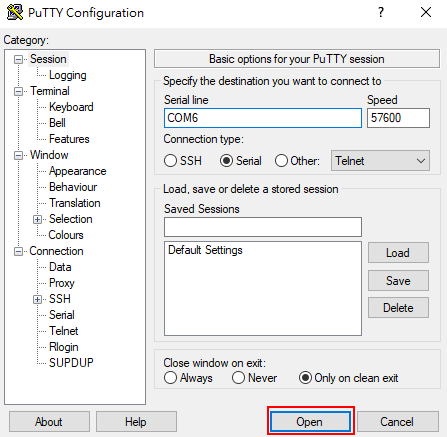 PuTTY Configuration
?
Category:
Session
Logging
Terminal
Keyboard
Bell
Features
Window
Appearance
Behaviour
Translation
Selection
Colours
Connection
Data
Proxy
SSH
Serial
Telnet
Rlogin
SUPDUP
Basic options for your PuTTY session
Specify the destination you want to connect to
Serial line Speed
COM6 57600
Connection type:
SSH Serial Other: Telnet
Load, save or delete a stored session
Saved Sessions
Default Settings
Load
Save
Delete
Close window on exit:
Always Never Only on clean exit
About Help Open Cancel